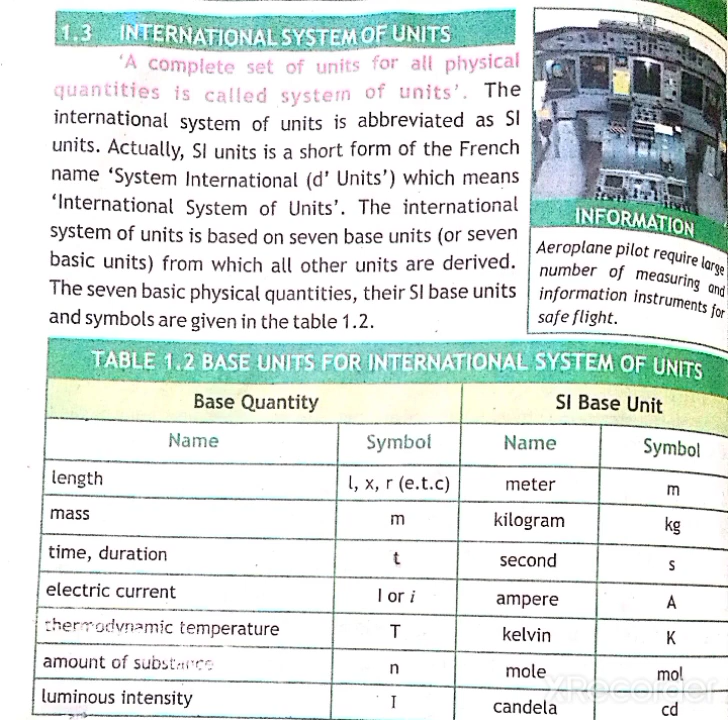 1.3 INTERNATIONAL SYSTEM OF UNITS
'A complete set of units for all physical
quantities is called system of units'. The
international system of units is abbreviated as SI
units. Actually, SI units is a short form of the French
name 'System International (d' Units') which means
'International System of Units'. The international
system of units is based on seven base units (or seven
basic units) from which all other units are derived.
The seven basic physical quantities, their SI base units
and symbols are given in the table 1.2.
INFORMATION
Aeroplane pilot require large
number of measuring and
information instruments for
safe flight.
TABLE 1.2 BASE UNITS FOR INTERNATIONAL SYSTEM OF UNITS
Base Quantity SI Base Unit
Name Symbol Name Symbol
length l, x, r (e.t.c) meter m
mass m kilogram kg
time, duration t second s
electric current I or i ampere A
thermodynamic temperature T kelvin K
amount of substance n mole mol
luminous intensity I candela cd
XRecorder